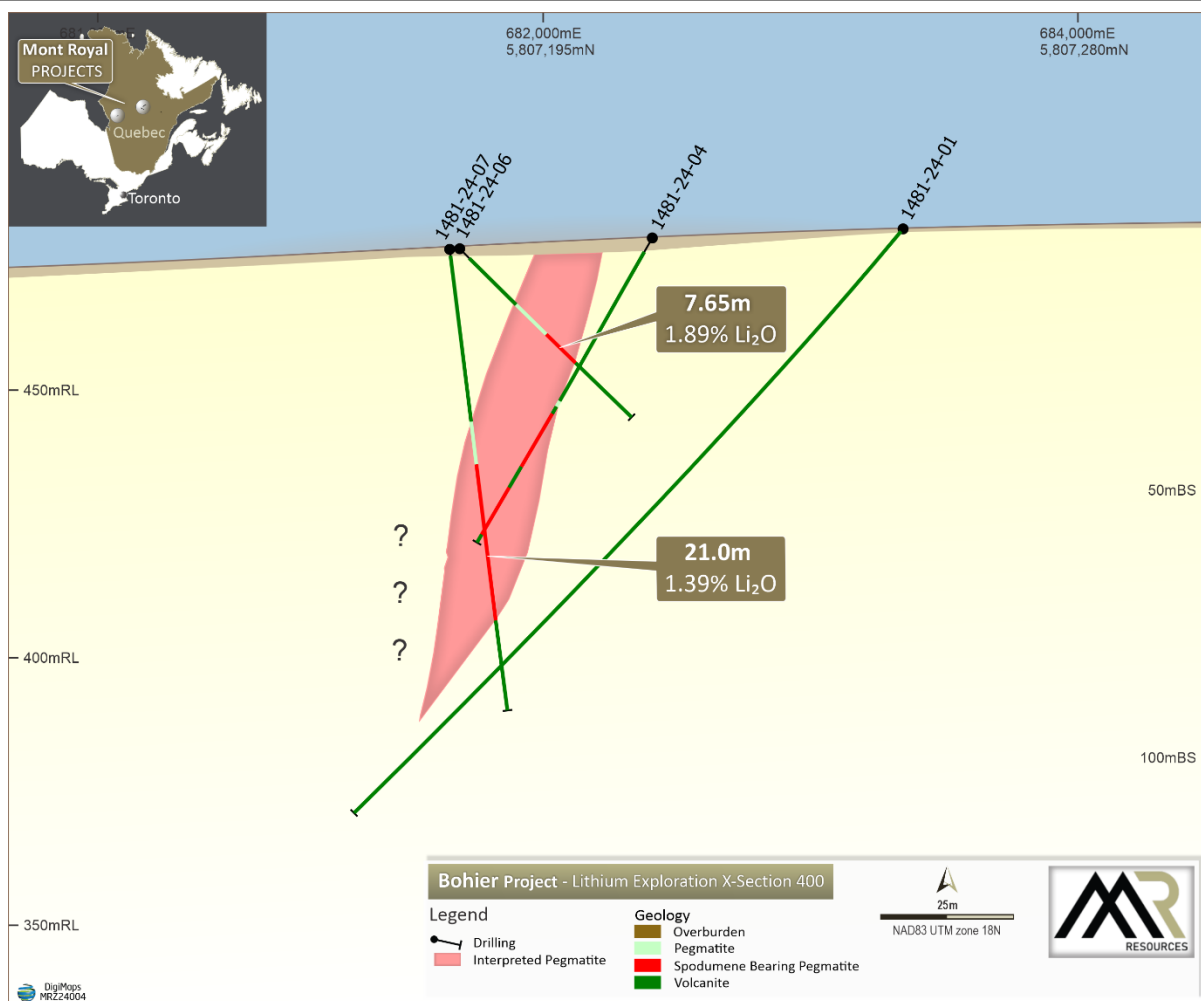 681,
Mont Royal
PROJECTS
Quebec
Toronto
682,000mE
5,807,195mN
684,000mE
5,807,280mN
1481-24-07
1481-24-06
1481-24-04
1481-24-01
7.65m
1.89% Li₂O
450mRL
50mBS
?
?
?
21.0m
1.39% Li₂O
400mRL
100mBS
350mRL
Bohier Project - Lithium Exploration X-Section 400
Legend
Drilling
Interpreted Pegmatite
Geology
Overburden
Pegmatite
Spodumene Bearing Pegmatite
Volcanite
25m
NAD83 UTM zone 18N
MR
RESOURCES
DigiMaps
MRZ24004